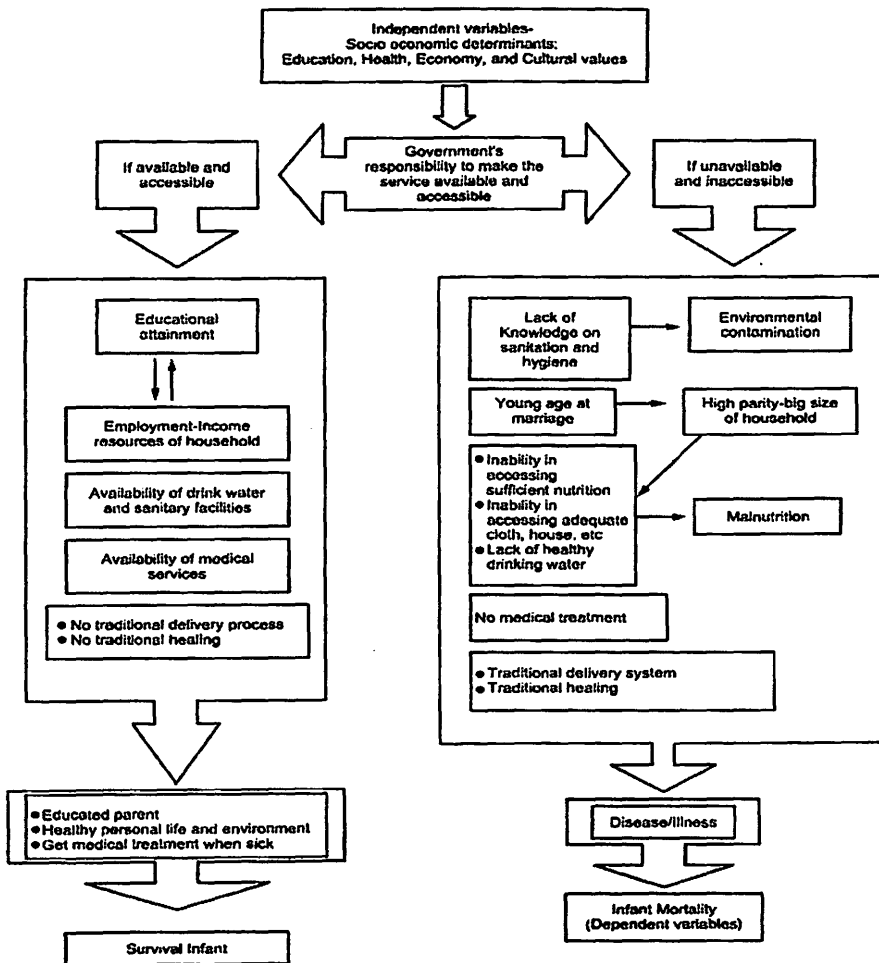 Independent variables-
Socio economic determinants:
Education, Health, Economy, and Cultural values
Government's
responsibility to make the
service available and
accessible
If available and
accessible
If unavailable
and inaccessible
Educational
attainment
Employment-Income
resources of household
Availability of drink water
and sanitary facilities
Availability of medical
services
● No traditional delivery process
● No traditional healing
● Educated parent
● Healthy personal life and environment
● Get medical treatment when sick
Survival Infant
Lack of
Knowledge on
sanitation and
hygiene
Environmental
contamination
Young age at
marriage
High parity-big size
of household
● Inability in
accessing
sufficient nutrition
● Inability in
accessing adequate
cloth, house, etc
● Lack of healthy
drinking water
Malnutrition
No medical treatment
● Traditional delivery system
● Traditional healing
Disease/Illness
Infant Mortality
(Dependent variables)